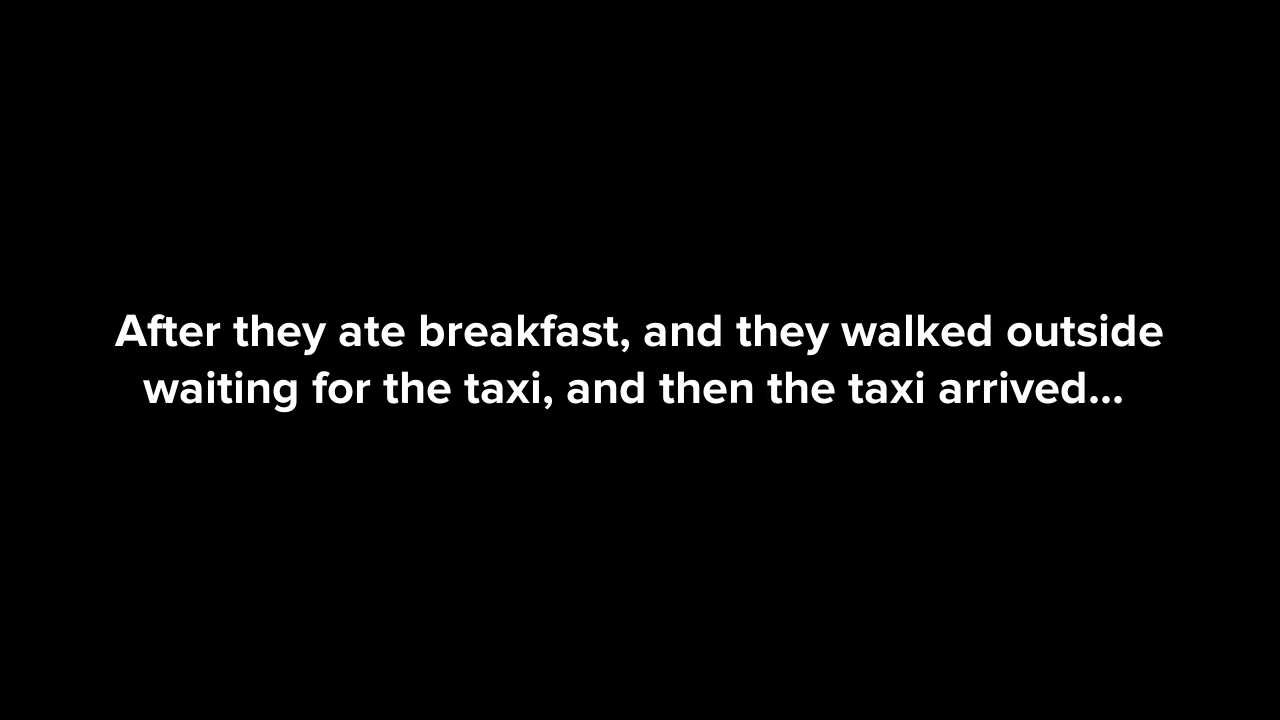 After they ate breakfast, and they walked outside
waiting for the taxi, and then the taxi arrived...